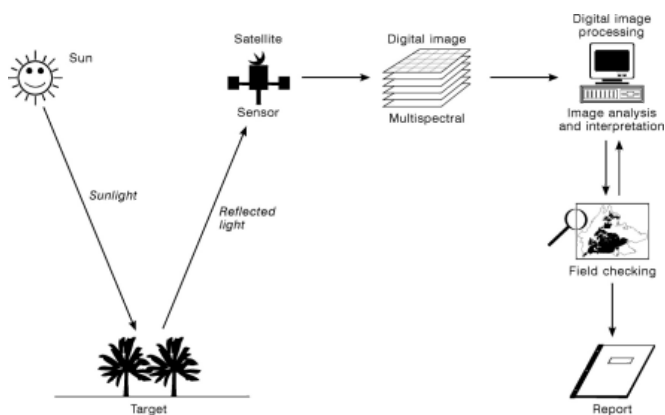 Sun
Satellite
Sensor
Digital image
Multispectral
Digital image
processing
Image analysis
and interpretation
Sunlight
Reflected
light
Field checking
Target
Report